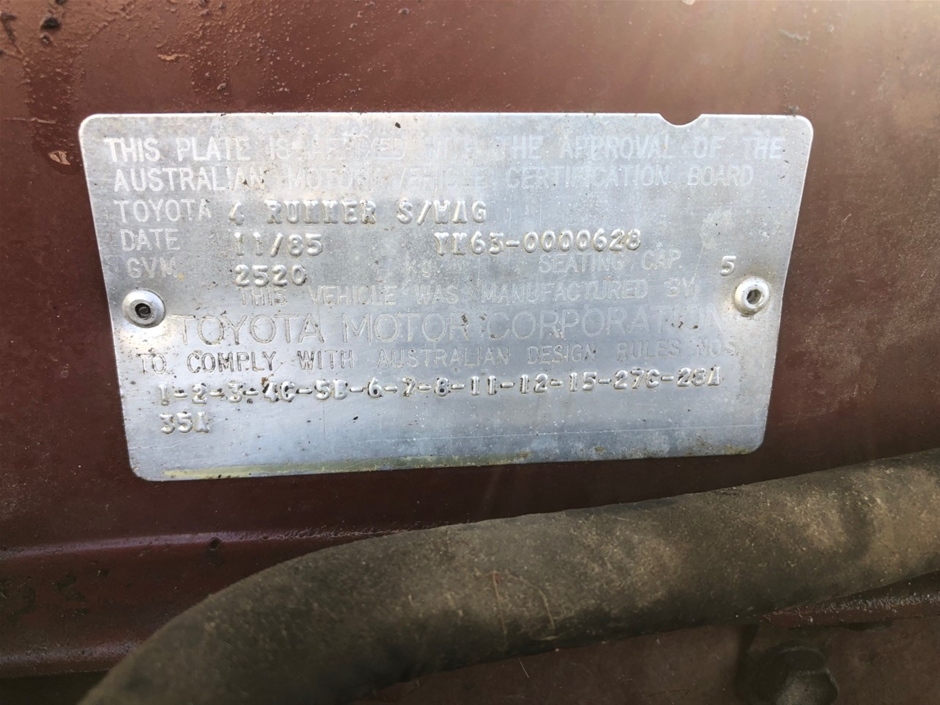 THIS PLATE IS AFFIXED WITH THE APPROVAL OF THE
AUSTRALIAN MOTOR VEHICLE CERTIFICATION BOARD
TOYOTA 4 RUNNER S/WAG
DATE 11/85 YN63-0000628
GVM 2520 kg SEATING CAP. 5
THIS VEHICLE WAS MANUFACTURED BY
TOYOTA MOTOR CORPORATION
TO COMPLY WITH AUSTRALIAN DESIGN RULES NOS.
1-2-3-4C-5B-6-7-8-11-12-15-27C-28A
35A